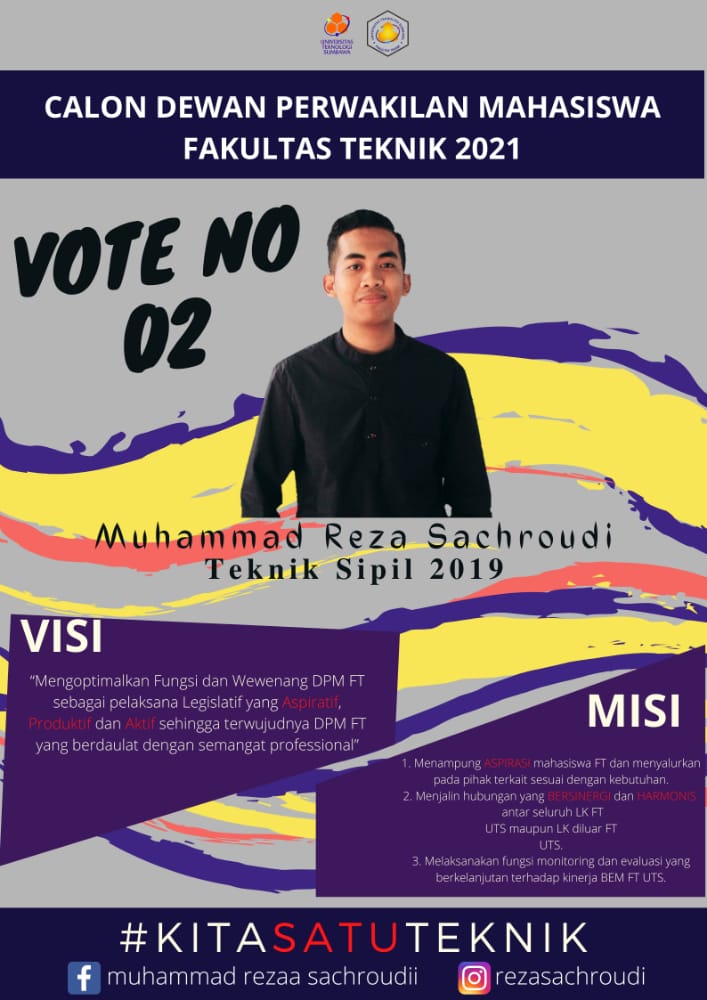 UNIVERSITAS
TEKNOLOGI
SUMBAWA
CALON DEWAN PERWAKILAN MAHASISWA
FAKULTAS TEKNIK 2021
VOTE NO
02
Muhammad Reza Sachroudi
Teknik Sipil 2019
VISI
“Mengoptimalkan Fungsi dan Wewenang DPM FT
sebagai pelaksana Legislatif yang Aspiratif,
Produktif dan Aktif sehingga terwujudnya DPM FT
yang berdaulat dengan semangat professional”
MISI
1. Menampung ASPIRASI mahasiswa FT dan menyalurkan
pada pihak terkait sesuai dengan kebutuhan.
2. Menjalin hubungan yang BERSINERGI dan HARMONIS
antar seluruh LK FT
UTS maupun LK diluar FT
UTS.
3. Melaksanakan fungsi monitoring dan evaluasi yang
berkelanjutan terhadap kinerja BEM FT UTS.
#KITASATUTEKNIK
muhammad rezaa sachroudii
rezasachroudi